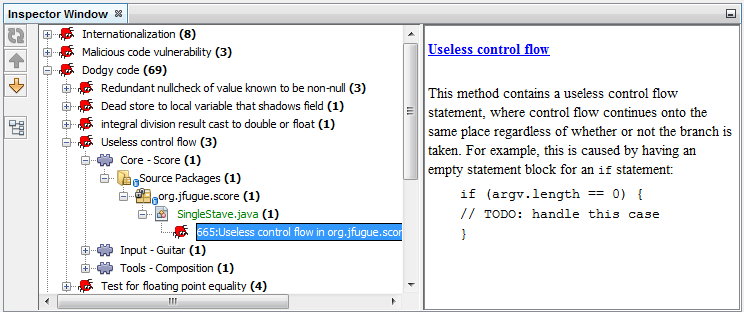 Inspector Window
Internationalization (8)
Malicious code vulnerability (3)
Dodgy code (69)
Redundant nullcheck of value known to be non-null (3)
Dead store to local variable that shadows field (1)
integral division result cast to double or float (1)
Useless control flow (3)
Core - Score (1)
Source Packages (1)
org.jfugue.score (1)
SingleStave.java (1)
665:Useless control flow in org.jfugue.scor
Input - Guitar (1)
Tools - Composition (1)
Test for floating point equality (4)
Useless control flow
This method contains a useless control flow
statement, where control flow continues onto the
same place regardless of whether or not the branch is
taken. For example, this is caused by having an
empty statement block for an if statement:
if (argv.length == 0) {
// TODO: handle this case
}